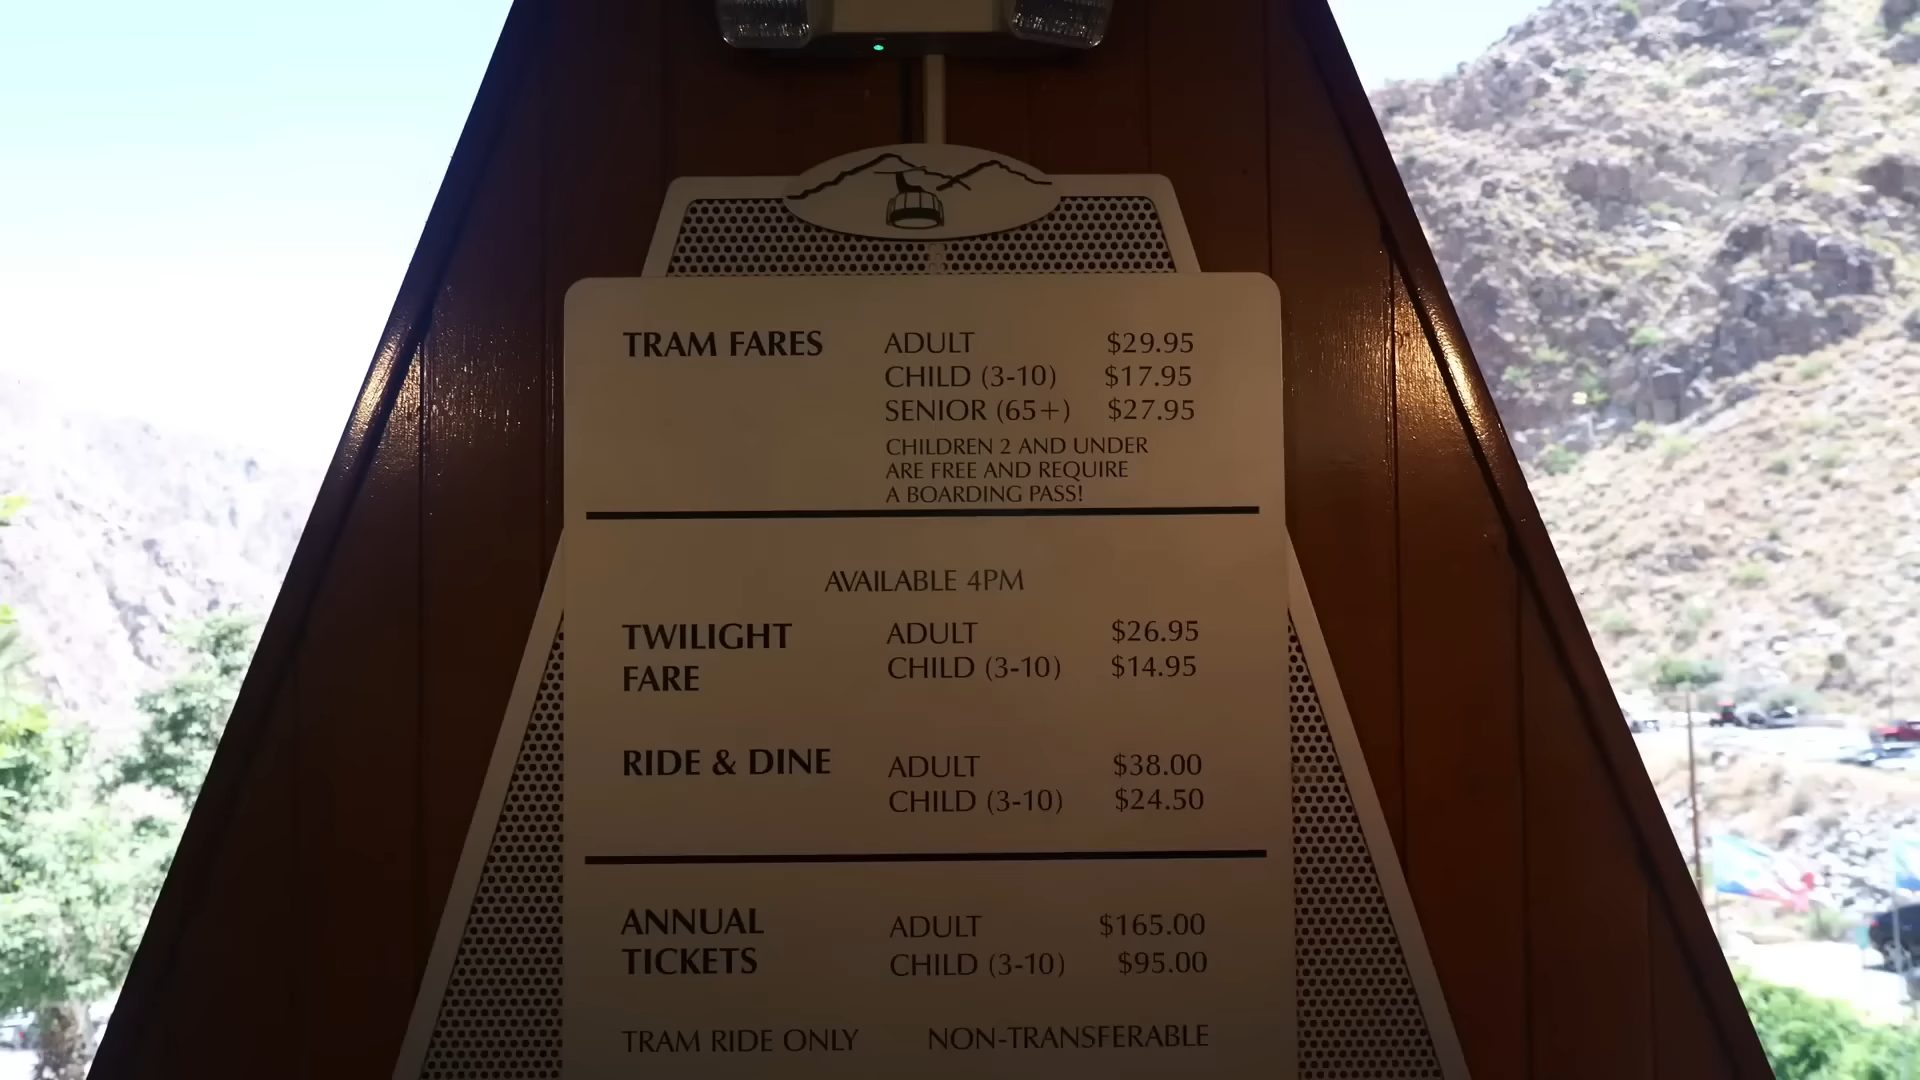 TRAM FARES ADULT $29.95
CHILD (3-10) $17.95
SENIOR (65+) $27.95
CHILDREN 2 AND UNDER
ARE FREE AND REQUIRE
A BOARDING PASS!
AVAILABLE 4PM
TWILIGHT FARE ADULT $26.95
CHILD (3-10) $14.95
RIDE & DINE ADULT $38.00
CHILD (3-10) $24.50
ANNUAL TICKETS ADULT $165.00
CHILD (3-10) $95.00
TRAM RIDE ONLY NON-TRANSFERABLE